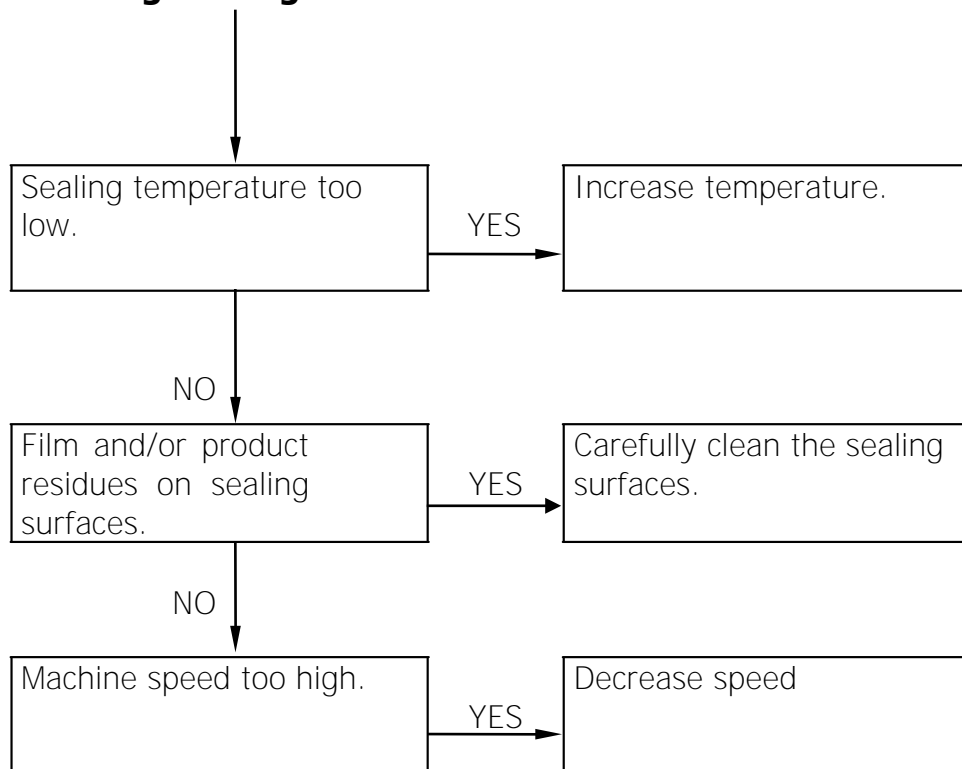 Sealing temperature too
low.
YES
Increase temperature.
NO
Film and/or product
residues on sealing
surfaces.
YES
Carefully clean the sealing
surfaces.
NO
Machine speed too high.
YES
Decrease speed